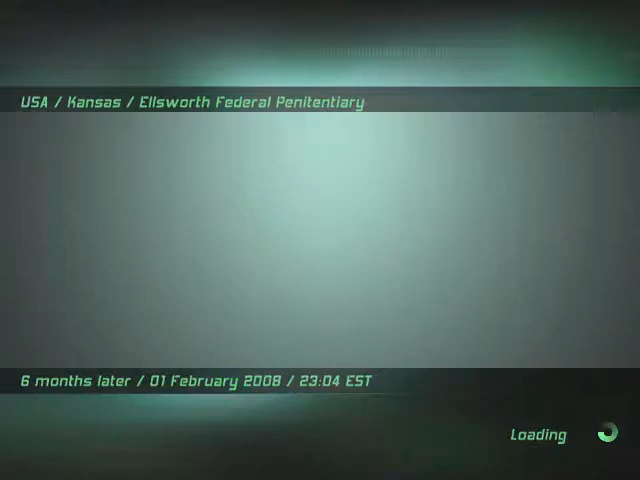 USA / Kansas / Ellsworth Federal Penitentiary
6 months later / 01 February 2008 / 23:04 EST
Loading